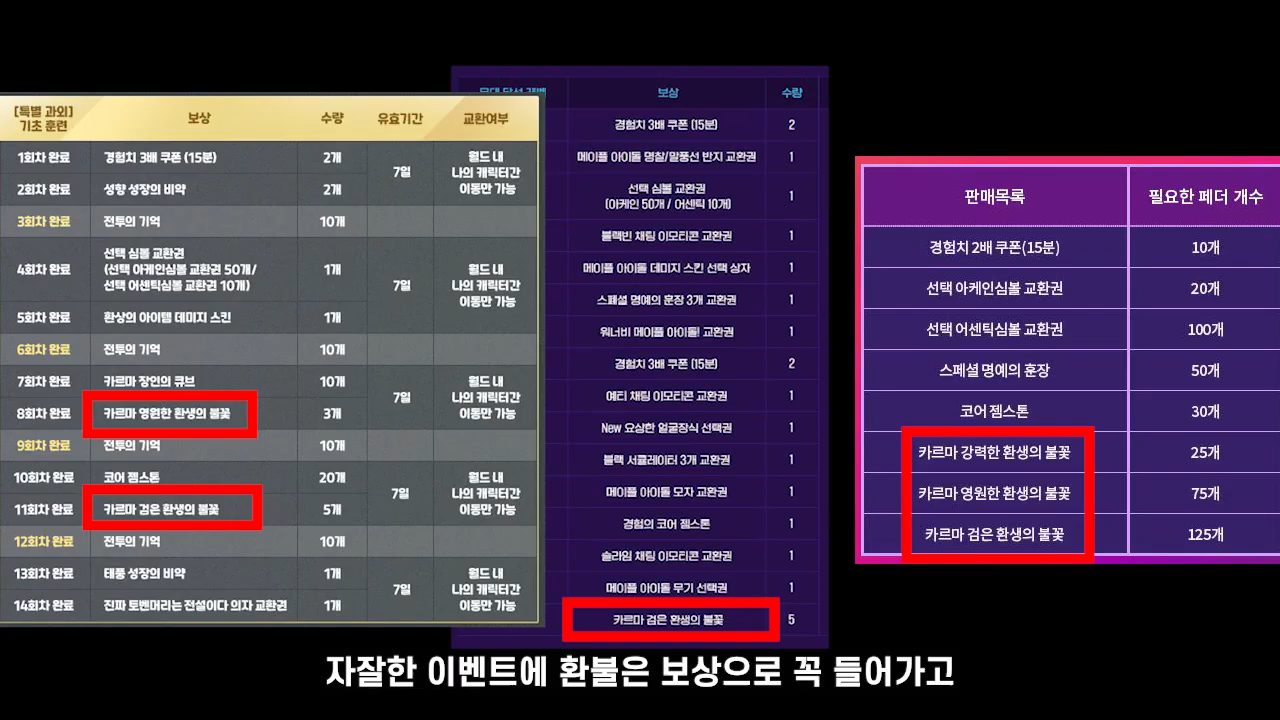 [특별 과외]
기초 훈련
보상
수량
유효기간
교환여부
1회차 완료
경험치 3배 쿠폰 (15분)
2개
7일
월드 내
나의 캐릭터간
이동만 가능
2회차 완료
성향 성장의 비약
2개
3회차 완료
전투의 기억
10개
4회차 완료
선택 심볼 교환권
(선택 아케인심볼 교환권 50개/
선택 어센틱심볼 교환권 10개)
1개
7일
월드 내
나의 캐릭터간
이동만 가능
5회차 완료
환상의 아이템 데미지 스킨
1개
6회차 완료
전투의 기억
10개
7회차 완료
카르마 장인의 큐브
10개
7일
월드 내
나의 캐릭터간
이동만 가능
8회차 완료
카르마 영원한 환생의 불꽃
3개
9회차 완료
전투의 기억
10개
10회차 완료
코어 젬스톤
20개
7일
월드 내
나의 캐릭터간
이동만 가능
11회차 완료
카르마 검은 환생의 불꽃
5개
12회차 완료
전투의 기억
10개
13회차 완료
태풍 성장의 비약
1개
7일
월드 내
나의 캐릭터간
이동만 가능
14회차 완료
진파 토벤머리는 전설이다 의자 교환권
1개
보상
수량
경험치 3배 쿠폰 (15분)
2
메이플 아이돌 명찰/말풍선 반지 교환권
1
선택 심볼 교환권
(아케인 50개 / 어센틱 10개)
1
블랙빈 채팅 이모티콘 교환권
1
메이플 아이돌 데미지 스킨 선택 상자
1
스페셜 명예의 훈장 3개 교환권
1
워너비 메이플 아이돌! 교환권
1
경험치 3배 쿠폰 (15분)
2
예티 채팅 이모티콘 교환권
1
New 요상한 얼굴장식 선택권
1
블랙 서큘레이터 3개 교환권
1
메이플 아이돌 모자 교환권
1
경험의 코어 젬스톤
1
슬라임 채팅 이모티콘 교환권
1
메이플 아이돌 무기 선택권
1
카르마 검은 환생의 불꽃
5
판매목록
필요한 페더 개수
경험치 2배 쿠폰(15분)
10개
선택 아케인심볼 교환권
20개
선택 어센틱심볼 교환권
100개
스페셜 명예의 훈장
50개
코어 젬스톤
30개
카르마 강력한 환생의 불꽃
25개
카르마 영원한 환생의 불꽃
75개
카르마 검은 환생의 불꽃
125개
자잘한 이벤트에 환불은 보상으로 꼭 들어가고